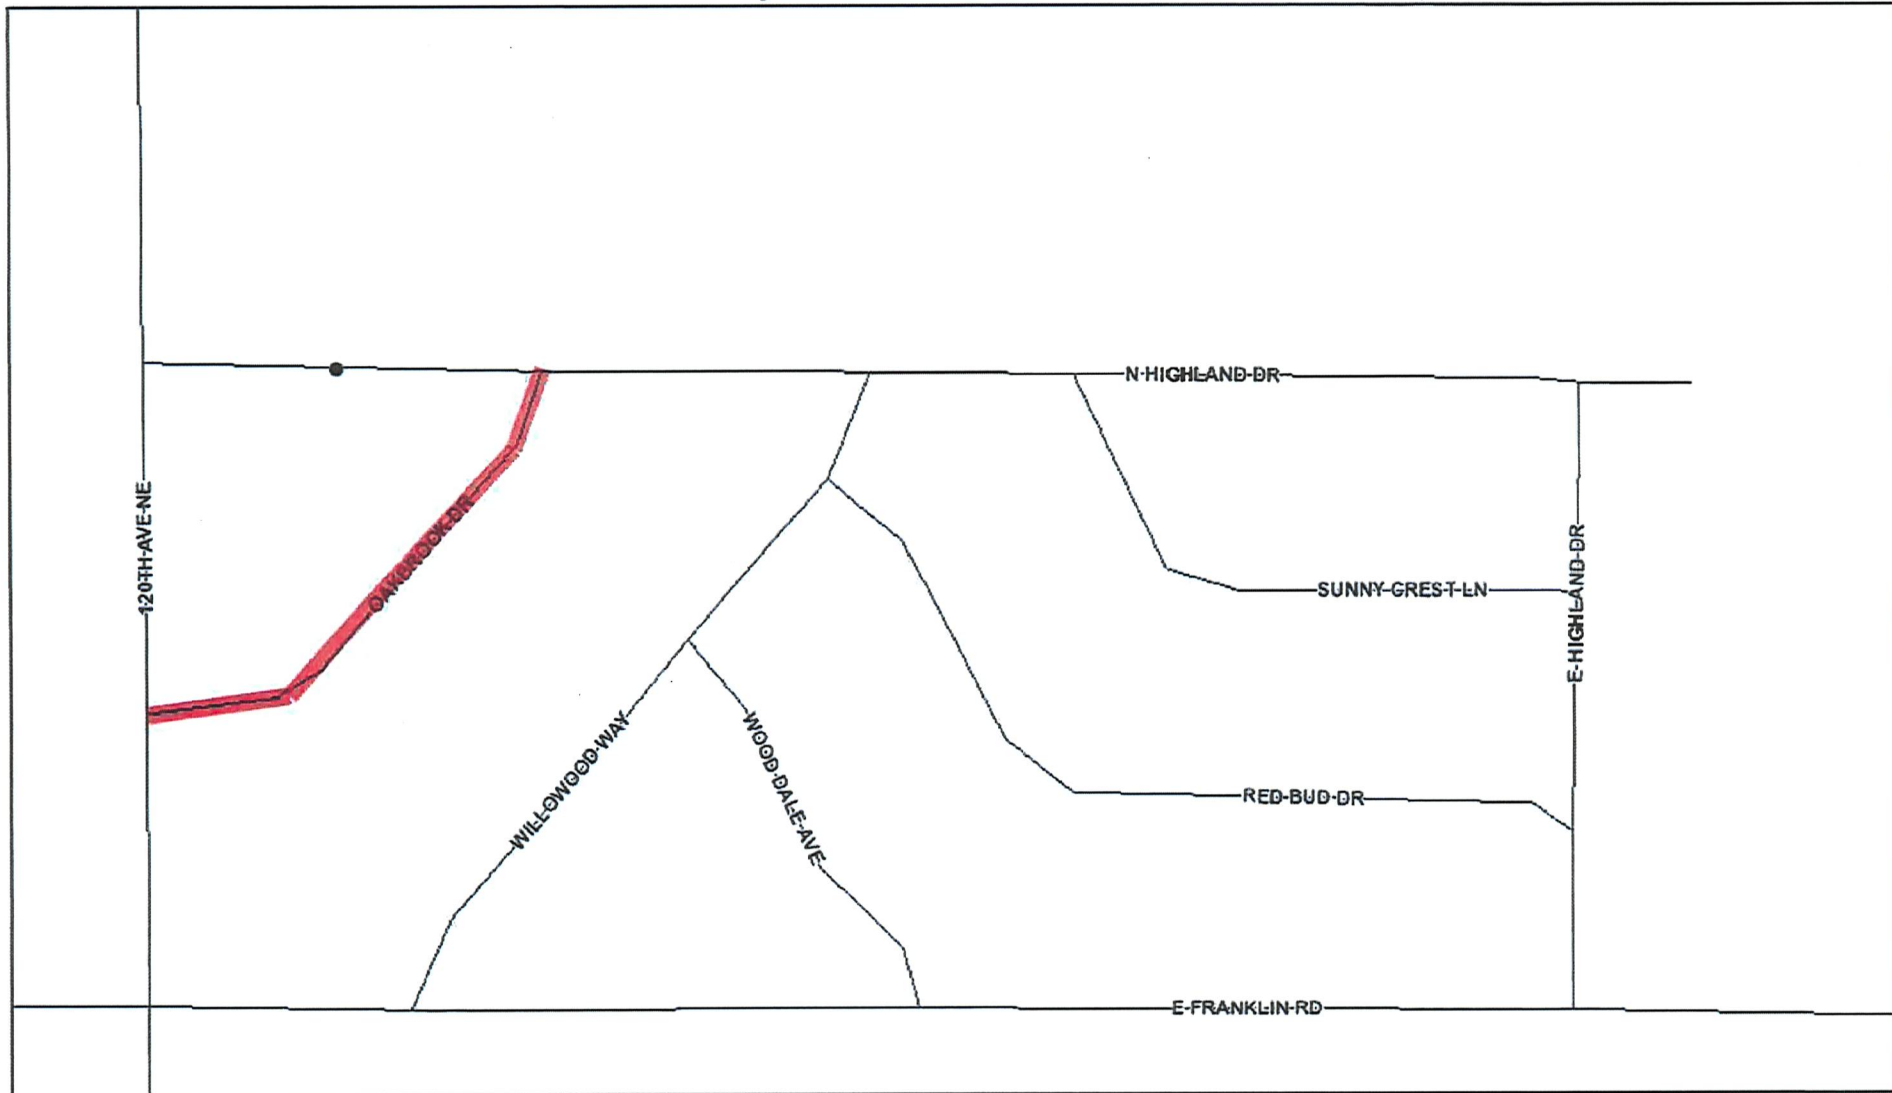 N HIGHLAND DR
120TH AVE NE
OAKBROOK DR
SUNNY CREST LN
E HIGHLAND DR
WILLOWOOD WAY
WOOD DALE AVE
RED BUD DR
E FRANKLIN RD